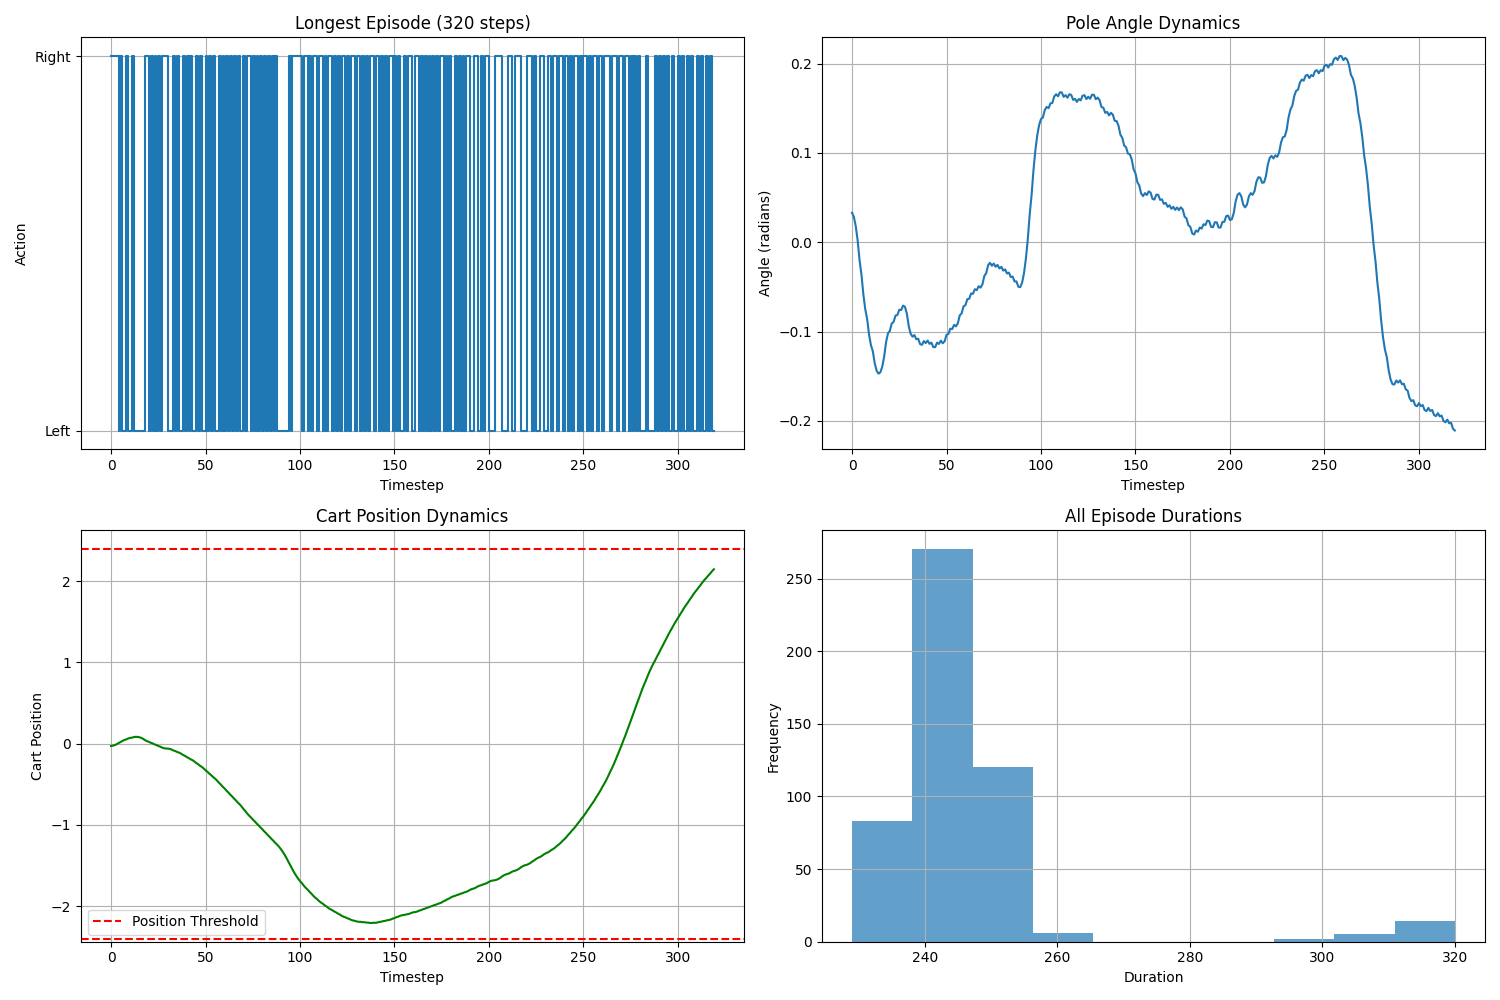 Longest Episode (320 steps)
Right
Left
Action
0 50 100 150 200 250 300
Timestep
Pole Angle Dynamics
0.2
0.1
0.0
−0.1
−0.2
Angle (radians)
0 50 100 150 200 250 300
Timestep
Cart Position Dynamics
2
1
0
−1
−2
Cart Position
Position Threshold
0 50 100 150 200 250 300
Timestep
All Episode Durations
250
200
150
100
50
0
Frequency
240 260 280 300 320
Duration